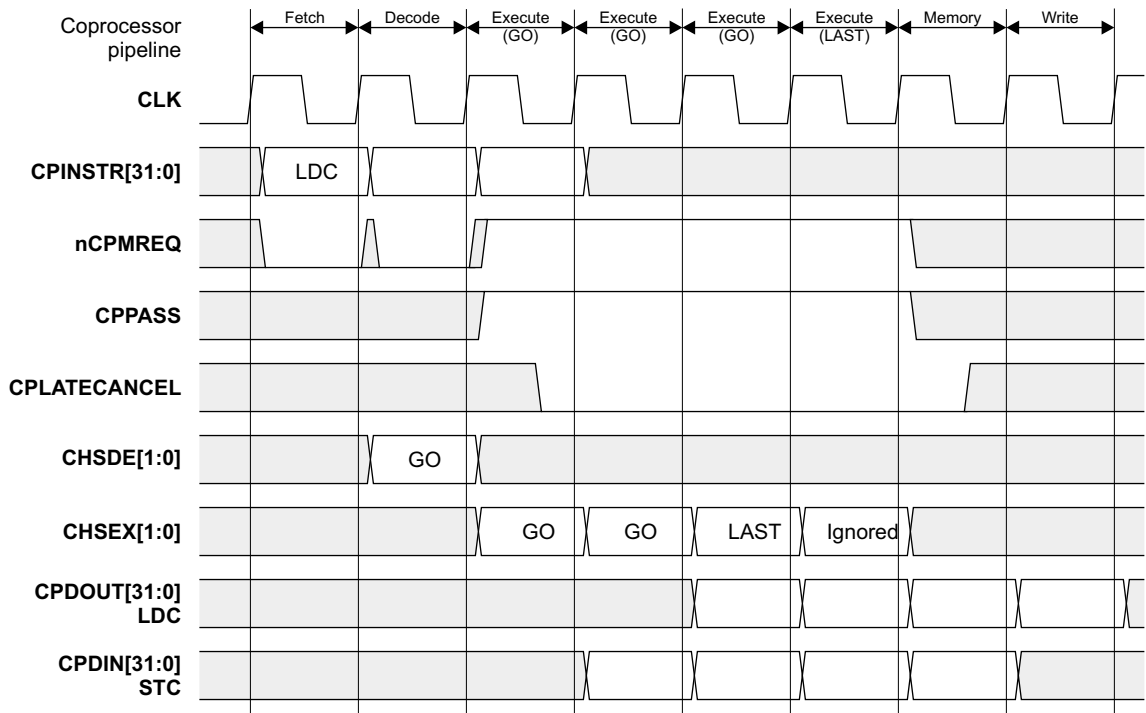 Coprocessor
pipeline
Fetch Decode Execute Execute Execute Execute Memory Write
(GO) (GO) (GO) (LAST)
CLK
CPINSTR[31:0] LDC
nCPMREQ
CPPASS
CPLATECANCEL
CHSDE[1:0] GO
CHSEX[1:0] GO GO LAST Ignored
CPDOUT[31:0]
LDC
CPDIN[31:0]
STC